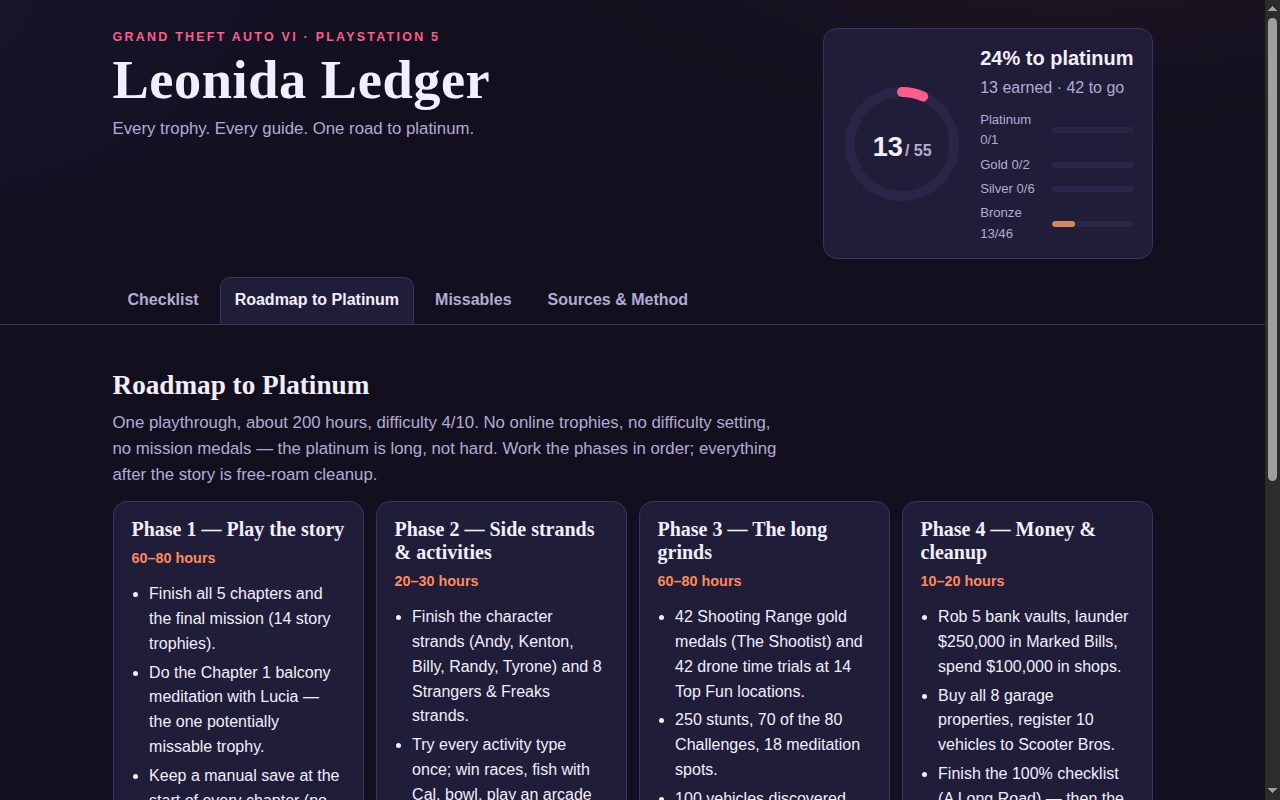 GRAND THEFT AUTO VI · PLAYSTATION 5
Leonida Ledger
Every trophy. Every guide. One road to platinum.
13 / 55
24% to platinum
13 earned · 42 to go
Platinum
0/1
Gold 0/2
Silver 0/6
Bronze
13/46
Checklist
Roadmap to Platinum
Missables
Sources & Method
Roadmap to Platinum
One playthrough, about 200 hours, difficulty 4/10. No online trophies, no difficulty setting,
no mission medals — the platinum is long, not hard. Work the phases in order; everything
after the story is free-roam cleanup.
Phase 1 — Play the story
60–80 hours
Finish all 5 chapters and
the final mission (14 story
trophies).
Do the Chapter 1 balcony
meditation with Lucia —
the one potentially
missable trophy.
Keep a manual save at the
start of every chapter (no
Phase 2 — Side strands
& activities
20–30 hours
Finish the character
strands (Andy, Kenton,
Billy, Randy, Tyrone) and 8
Strangers & Freaks
strands.
Try every activity type
once; win races, fish with
Cal, bowl, play an arcade
Phase 3 — The long
grinds
60–80 hours
42 Shooting Range gold
medals (The Shootist) and
42 drone time trials at 14
Top Fun locations.
250 stunts, 70 of the 80
Challenges, 18 meditation
spots.
100 vehicles discovered
Phase 4 — Money &
cleanup
10–20 hours
Rob 5 bank vaults, launder
$250,000 in Marked Bills,
spend $100,000 in shops.
Buy all 8 garage
properties, register 10
vehicles to Scooter Bros.
Finish the 100% checklist
(A Long Road) — then the